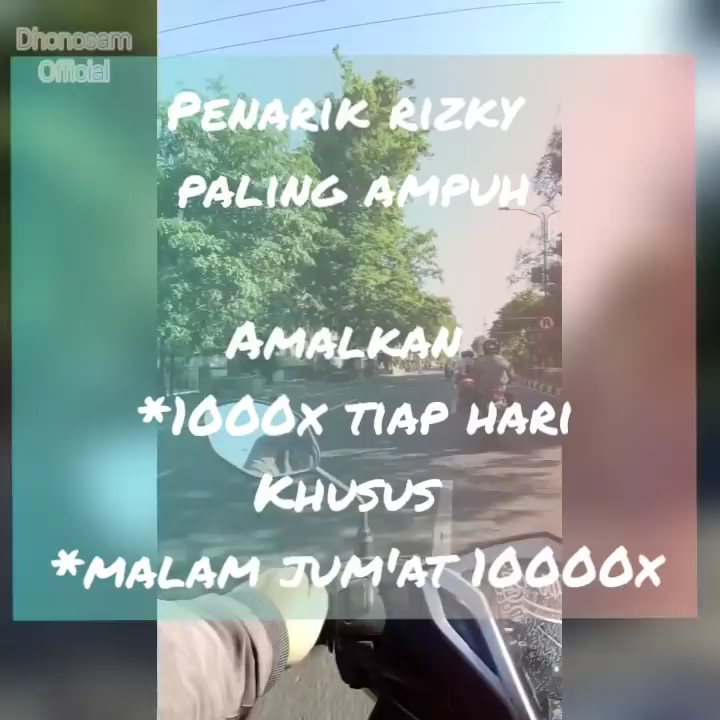 Dhonosam
Official
Penarik rizky
paling ampuh
Amalkan
*1000x tiap hari
Khusus
*malam jum'at 10000x
R